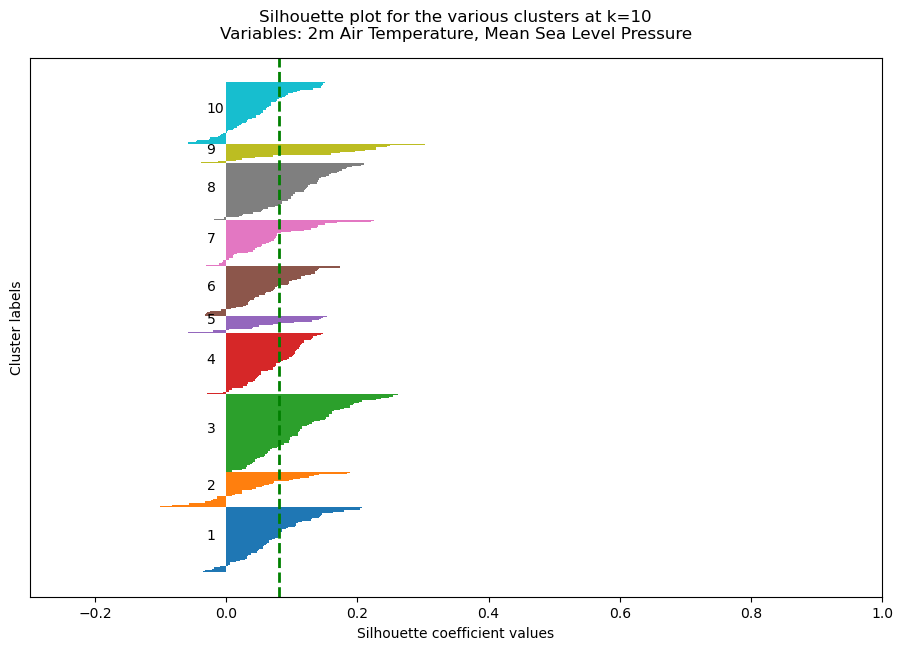 Silhouette plot for the various clusters at k=10
Variables: 2m Air Temperature, Mean Sea Level Pressure
Cluster labels
10
9
8
7
6
5
4
3
2
1
−0.2 0.0 0.2 0.4 0.6 0.8 1.0
Silhouette coefficient values